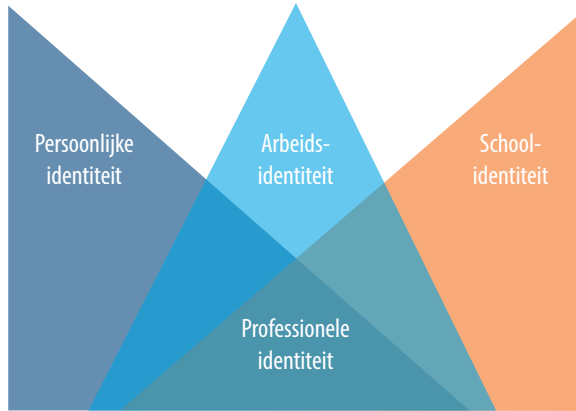 Persoonlijke
identiteit
Arbeids-
identiteit
School-
identiteit
Professionele
identiteit